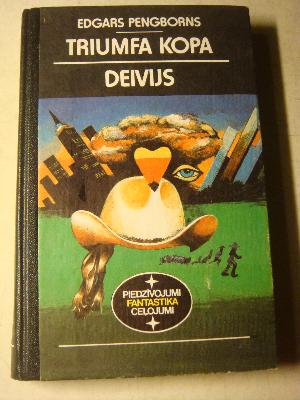 EDGARS PENGBORNS
TRIUMFA KOPA
DEIVIJS
PIEDZĪVOJUMI
FANTASTIKA
CEĻOJUMI